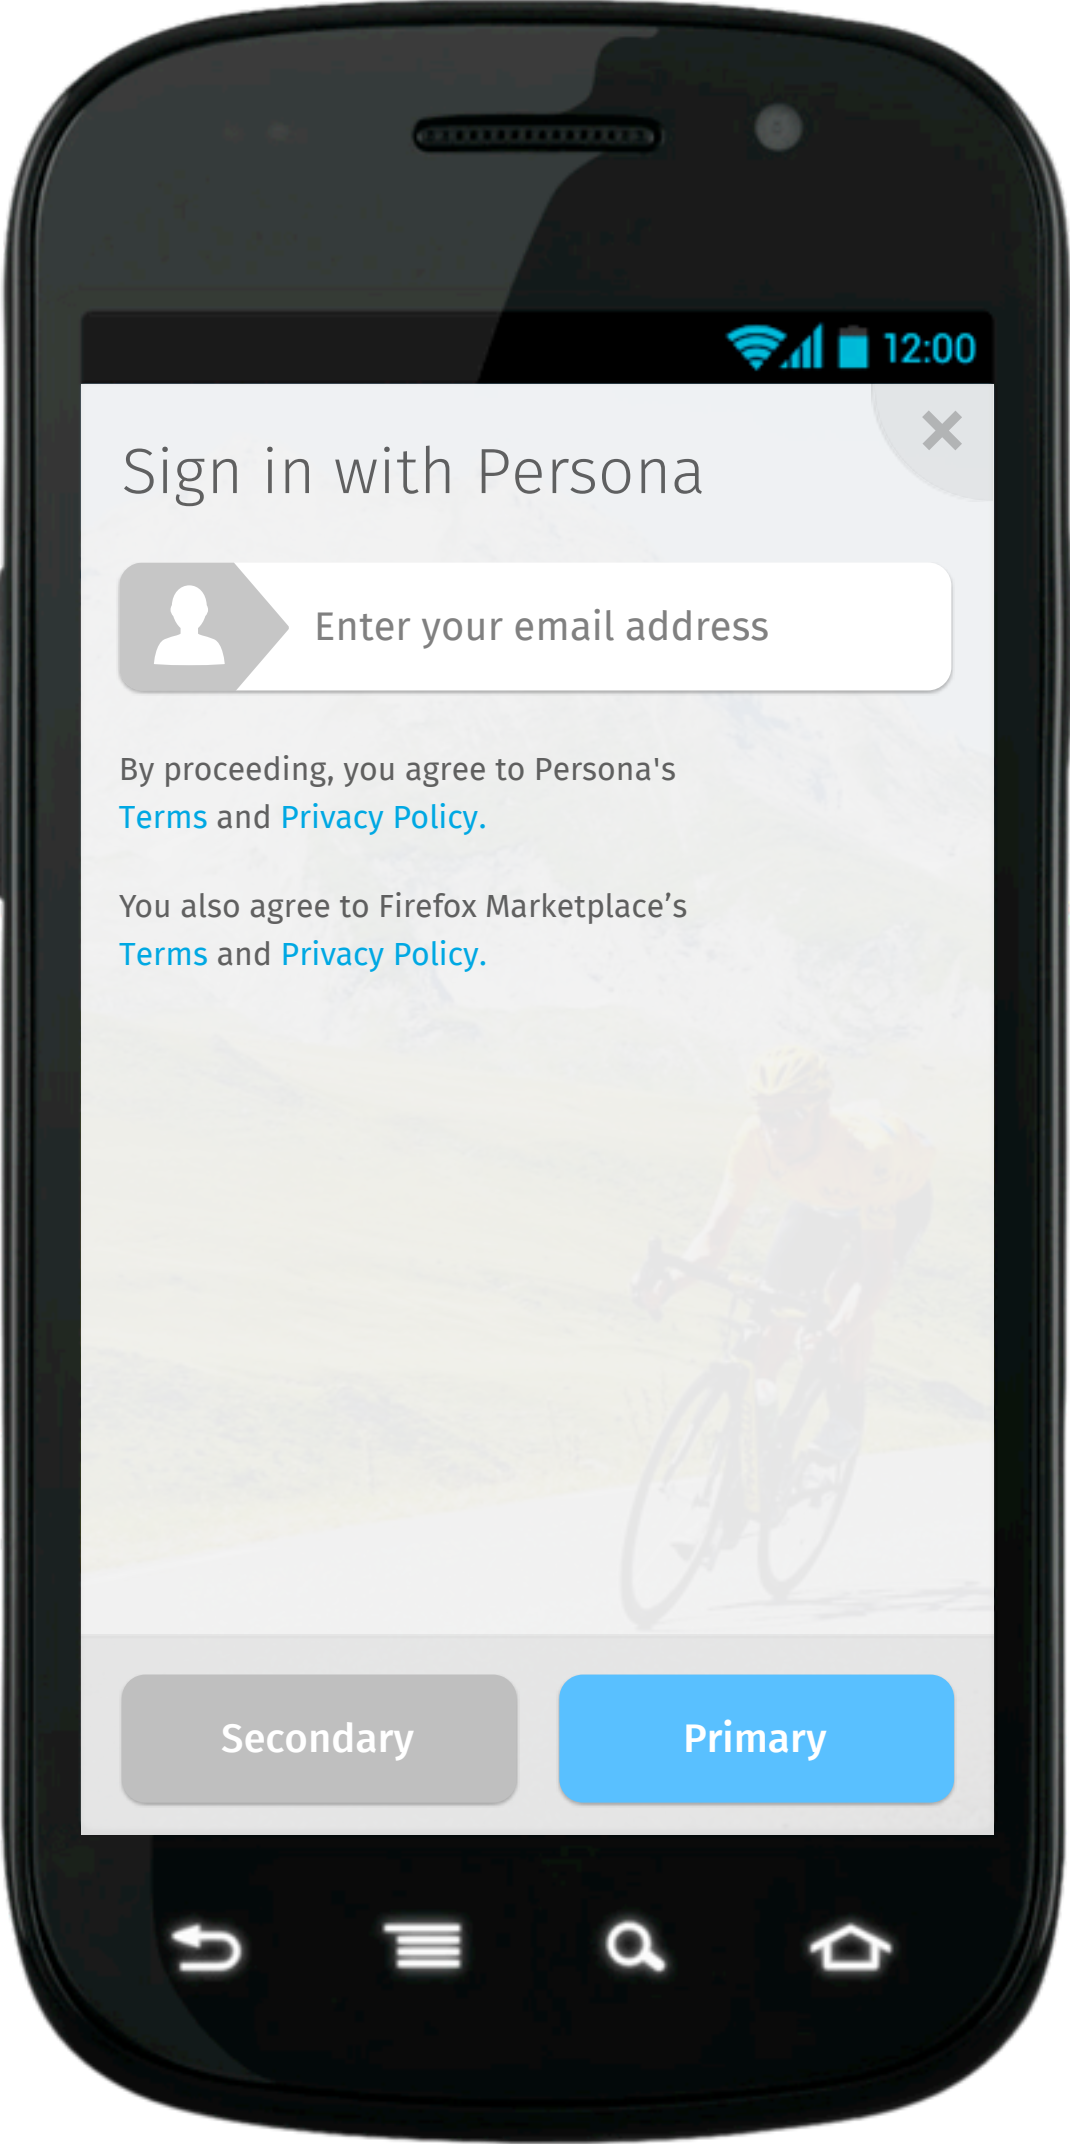 12:00
Sign in with Persona
Enter your email address
By proceeding, you agree to Persona's
Terms and Privacy Policy.
You also agree to Firefox Marketplace’s
Terms and Privacy Policy.
Secondary
Primary